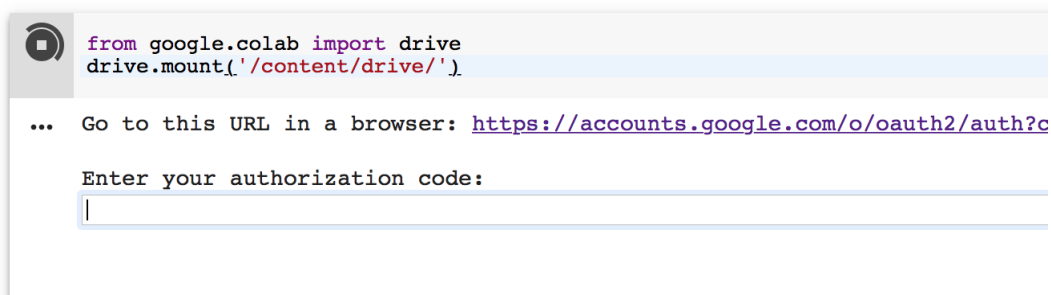 from google.colab import drive
drive.mount('/content/drive/')
Go to this URL in a browser: https://accounts.google.com/o/oauth2/auth?c
Enter your authorization code: